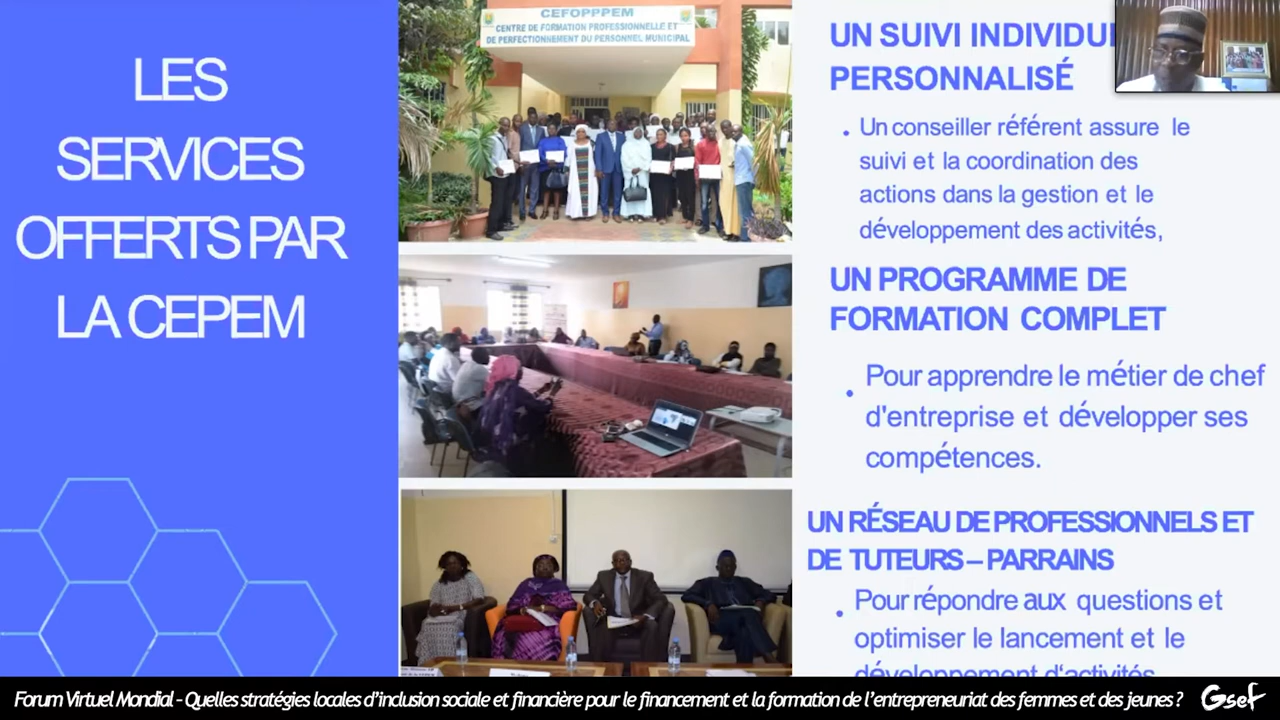 LES
SERVICES
OFFERTS PAR
LA CEPEM
CEFOPPPEM
CENTRE DE FORMATION PROFESSIONNELLE ET
DE PERFECTIONNEMENT DU PERSONNEL MUNICIPAL
UN SUIVI
PERSONNALISÉ
. Un conseiller référent assure le
suivi et la coordination des
actions dans la gestion et le
développement des activités,
UN PROGRAMME DE
FORMATION COMPLET
. Pour apprendre le métier de chef
d'entreprise et développer ses
compétences.
UN RÉSEAU DE PROFESSIONNELS ET
DE TUTEURS – PARRAINS
. Pour répondre aux questions et
optimiser le lancement et le
développement d'activités
Forum Virtuel Mondial - Quelles stratégies locales d'inclusion sociale et financière pour le financement et la formation de l'entrepreneuriat des femmes et des jeunes ?
Gsef